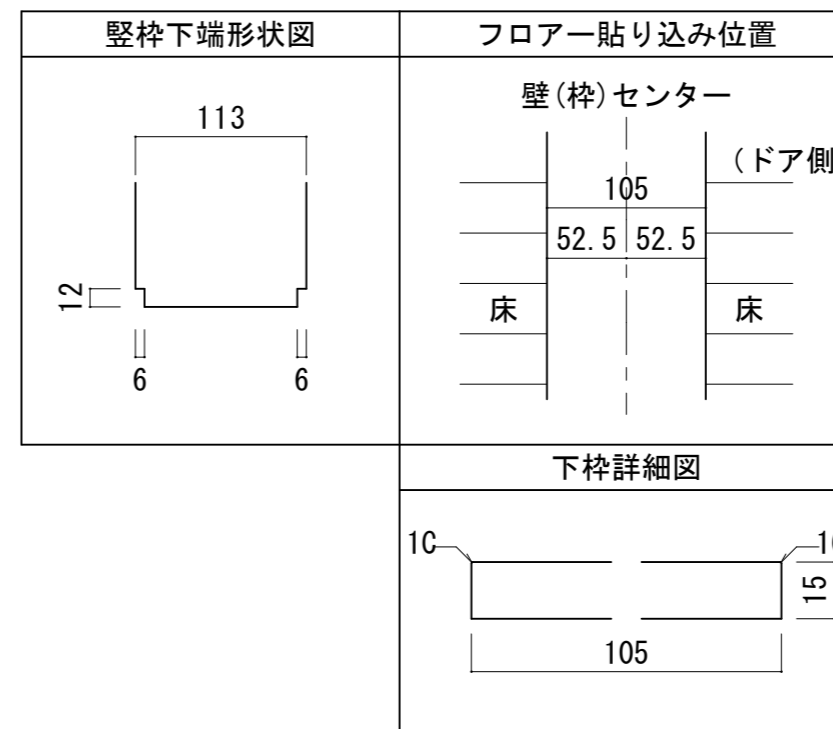 竪枠下端形状図
113
12
6 6
フロアー貼り込み位置
壁(枠)センター
(ドア側
105
52.5 52.5
床 床
下枠詳細図
1C
15
105